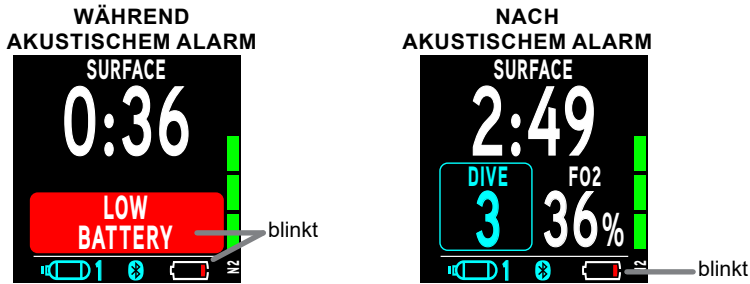 WÄHREND
AKUSTISCHEM ALARM
SURFACE
0:36
LOW
BATTERY
1
N2
blinkt
NACH
AKUSTISCHEM ALARM
SURFACE
2:49
DIVE
3
FO2
36%
1
blinkt